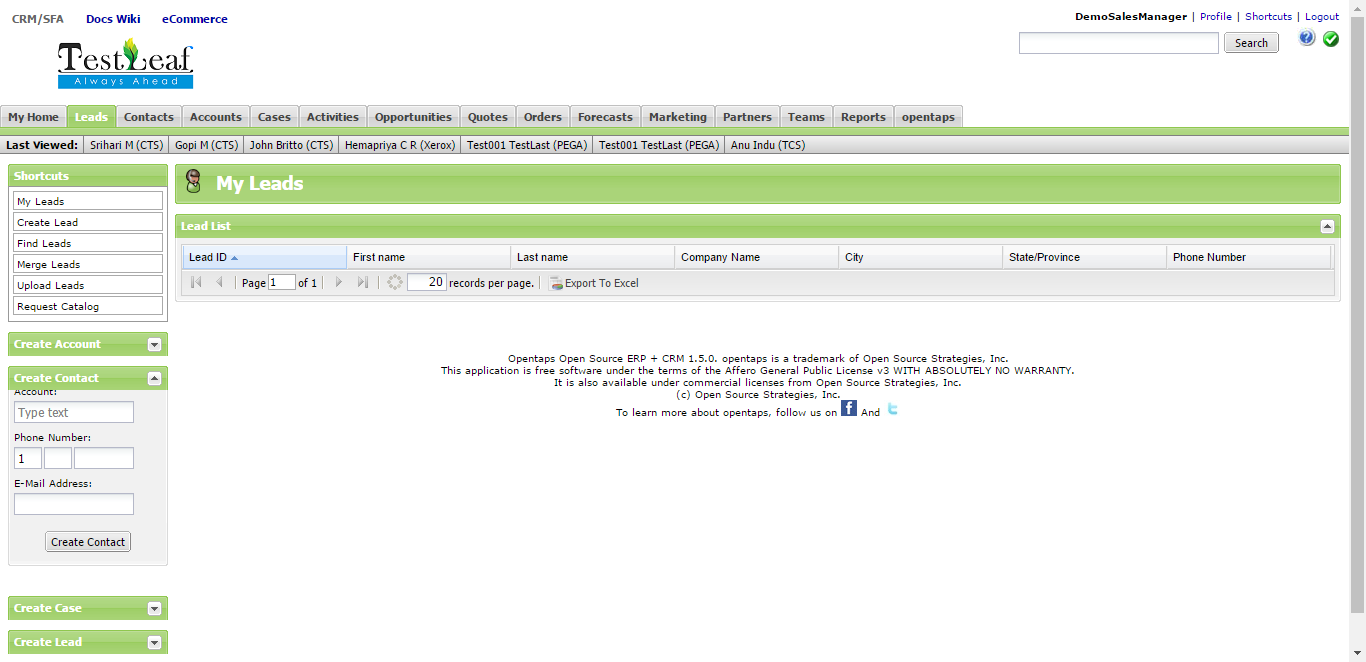 CRM/SFA Docs Wiki eCommerce
DemoSalesManager | Profile | Shortcuts | Logout
Search
TestLeaf
Always Ahead
My Home Leads Contacts Accounts Cases Activities Opportunities Quotes Orders Forecasts Marketing Partners Teams Reports opentaps
Last Viewed: Srihari M (CTS) Gopi M (CTS) John Britto (CTS) Hemapriya C R (Xerox) Test001 TestLast (PEGA) Test001 TestLast (PEGA) Anu Indu (TCS)
Shortcuts
My Leads
Create Lead
Find Leads
Merge Leads
Upload Leads
Request Catalog
Create Account
Create Contact
Account:
Type text
Phone Number:
1
E-Mail Address:
Create Contact
Create Case
Create Lead
My Leads
Lead List
Lead ID First name Last name Company Name City State/Province Phone Number
Page 1 of 1 20 records per page. Export To Excel
Opentaps Open Source ERP + CRM 1.5.0. opentaps is a trademark of Open Source Strategies, Inc.
This application is free software under the terms of the Affero General Public License v3 WITH ABSOLUTELY NO WARRANTY.
It is also available under commercial licenses from Open Source Strategies, Inc.
(c) Open Source Strategies, Inc.
To learn more about opentaps, follow us on f And t